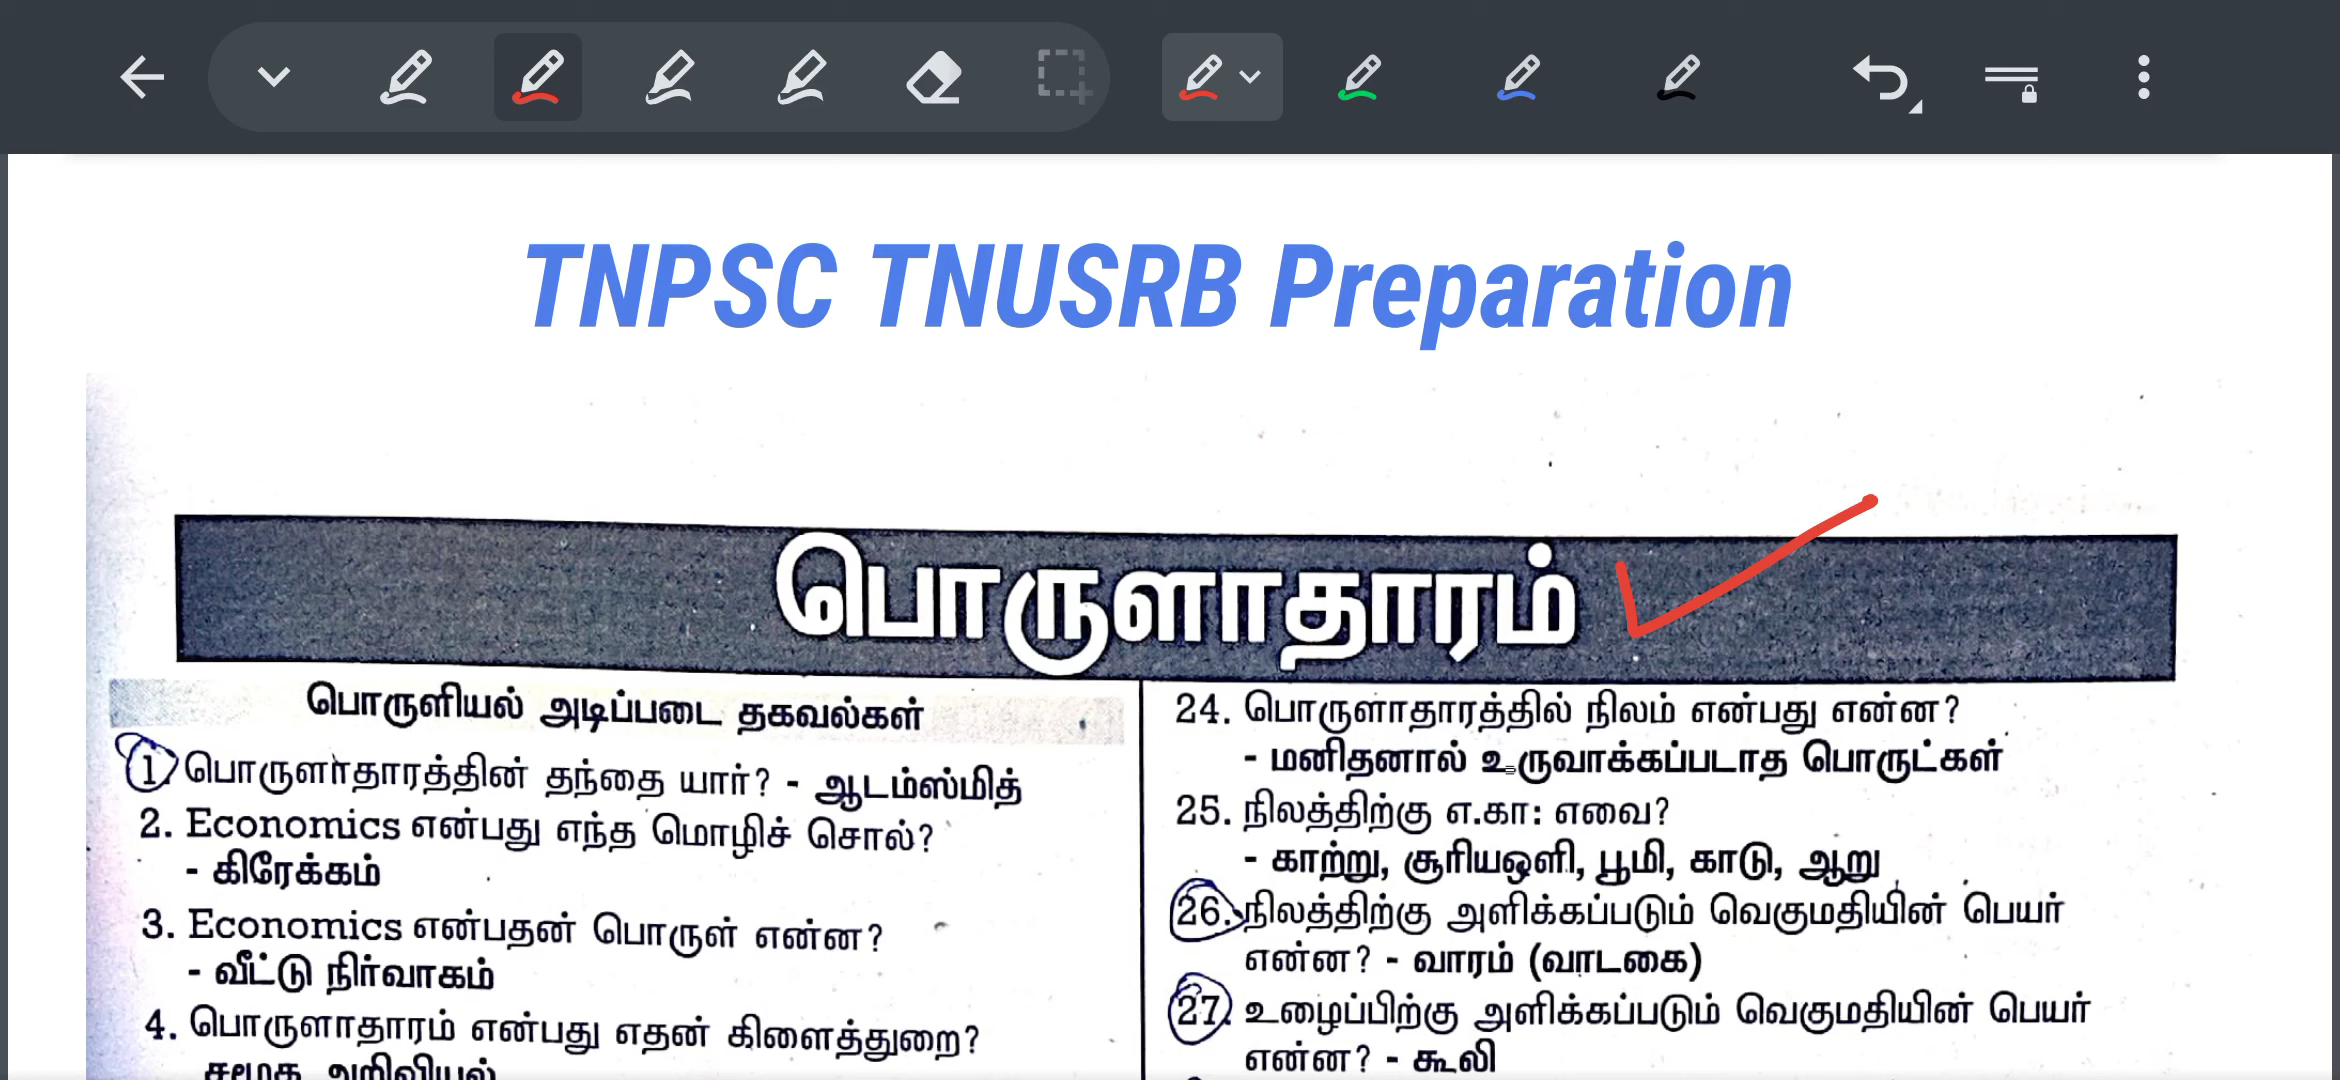 TNPSC TNUSRB Preparation
பொருளாதாரம்
பொருளியல் அடிப்படை தகவல்கள்
1. பொருளாதாரத்தின் தந்தை யார்? - ஆடம்ஸ்மித்
2. Economics என்பது எந்த மொழிச் சொல்?
- கிரேக்கம்
3. Economics என்பதன் பொருள் என்ன?
- வீட்டு நிர்வாகம்
4. பொருளாதாரம் என்பது எதன் கிளைத்துறை?
சமூக அறிவியல்
24. பொருளாதாரத்தில் நிலம் என்பது என்ன?
- மனிதனால் உருவாக்கப்படாத பொருட்கள்
25. நிலத்திற்கு எ.கா: எவை?
- காற்று, சூரியஒளி, பூமி, காடு, ஆறு
26. நிலத்திற்கு அளிக்கப்படும் வெகுமதியின் பெயர்
என்ன? - வாரம் (வாடகை)
27. உழைப்பிற்கு அளிக்கப்படும் வெகுமதியின் பெயர்
என்ன? - கூலி